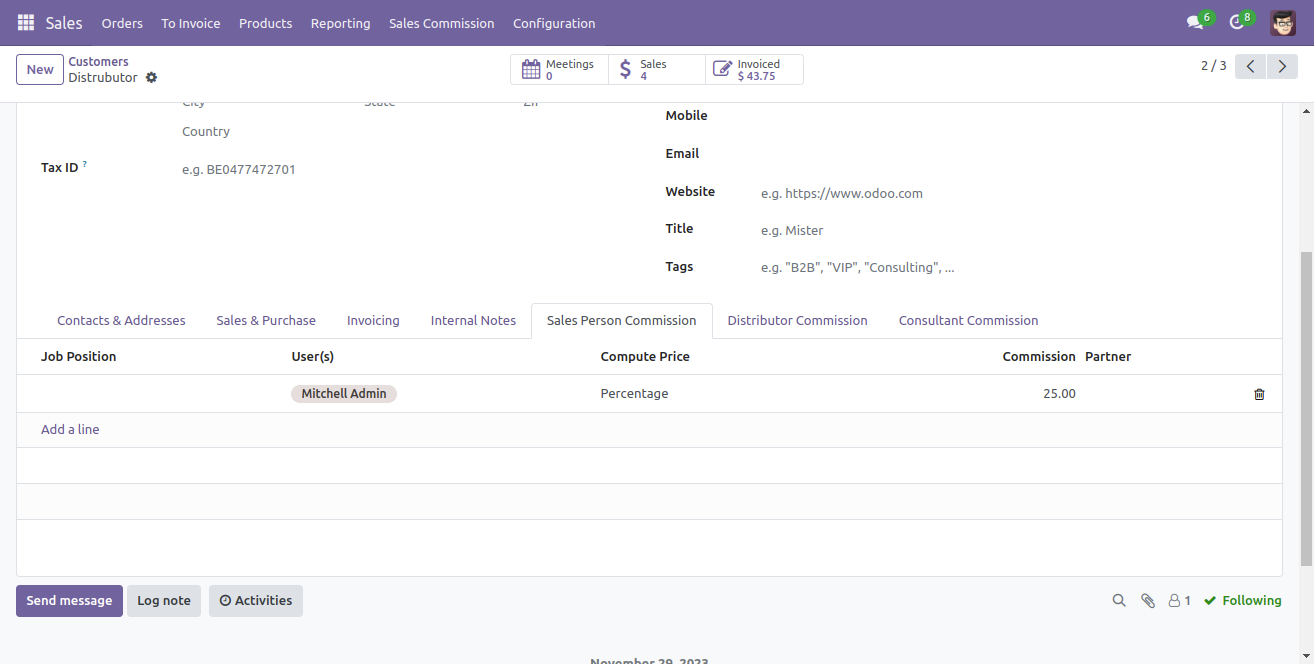 Sales Orders To Invoice Products Reporting Sales Commission Configuration 6 8
New Customers Meetings Sales Invoiced 2 / 3
Distrubutor 0 4 $ 43.75
City State Zip
Country
Mobile
Tax ID ? e.g. BE0477472701
Email
Website e.g. https://www.odoo.com
Title e.g. Mister
Tags e.g. "B2B", "VIP", "Consulting", ...
Contacts & Addresses Sales & Purchase Invoicing Internal Notes Sales Person Commission Distributor Commission Consultant Commission
Job Position User(s) Compute Price Commission Partner
Mitchell Admin Percentage 25.00
Add a line
Send message Log note Activities 1 Following
November 29, 2023